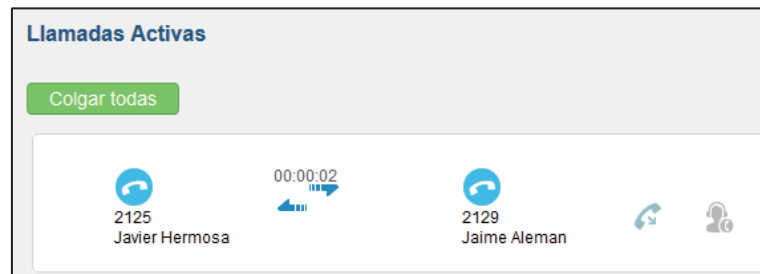 Llamadas Activas
Colgar todas
00:00:02
2125
Javier Hermosa
2129
Jaime Aleman